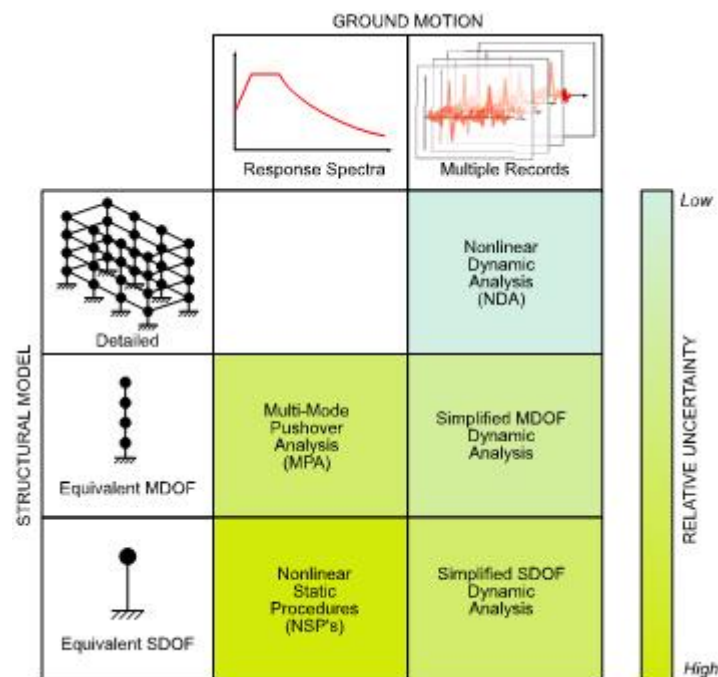 GROUND MOTION
Response Spectra
Multiple Records
STRUCTURAL MODEL
Detailed
Nonlinear
Dynamic
Analysis
(NDA)
Equivalent MDOF
Multi-Mode
Pushover
Analysis
(MPA)
Simplified MDOF
Dynamic
Analysis
Equivalent SDOF
Nonlinear
Static
Procedures
(NSP's)
Simplified SDOF
Dynamic
Analysis
Low
RELATIVE UNCERTAINTY
High